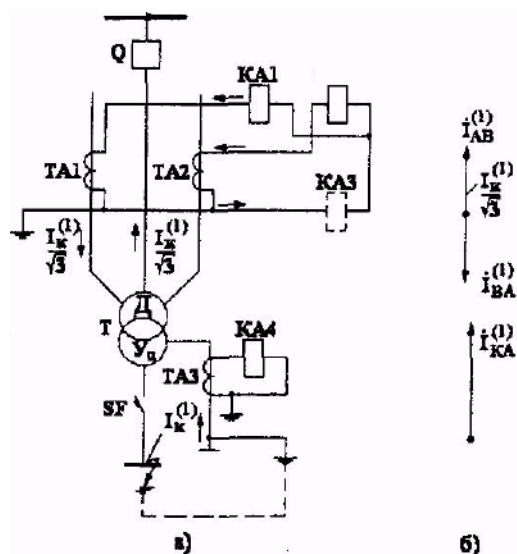 Q
KA1
TA1
TA2
KA3
I_к^(1)
√3
I_к^(1)
√3
Д
T
Y_ц
KA4
TA3
SF
I_к^(1)
а)
İ_AB^(1)
I_к^(1)
√3
İ_BA^(1)
İ_KA^(1)
б)